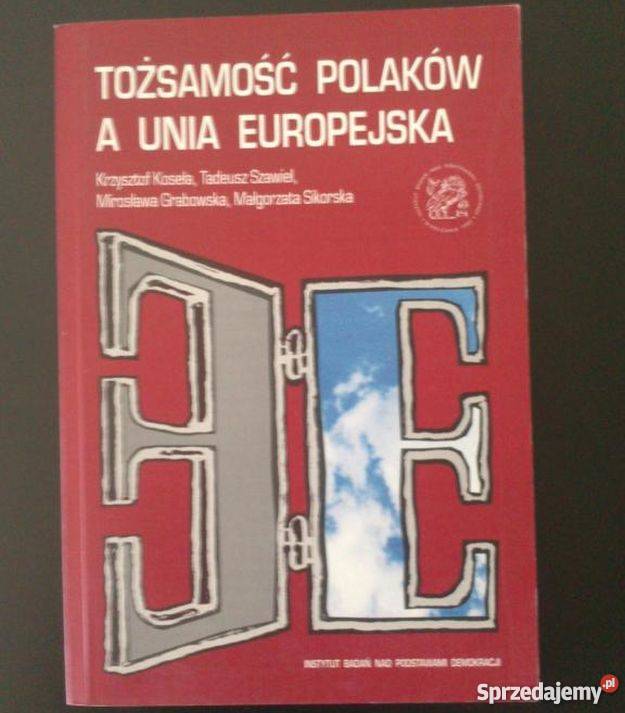 TOŻSAMOŚĆ POLAKÓW
A UNIA EUROPEJSKA
Krzysztof Koseła, Tadeusz Szawiel,
Mirosława Grabowska, Małgorzata Sikorska
INSTYTUT BADAŃ NAD PODSTAWAMI DEMOKRACJI
Sprzedajemy.pl